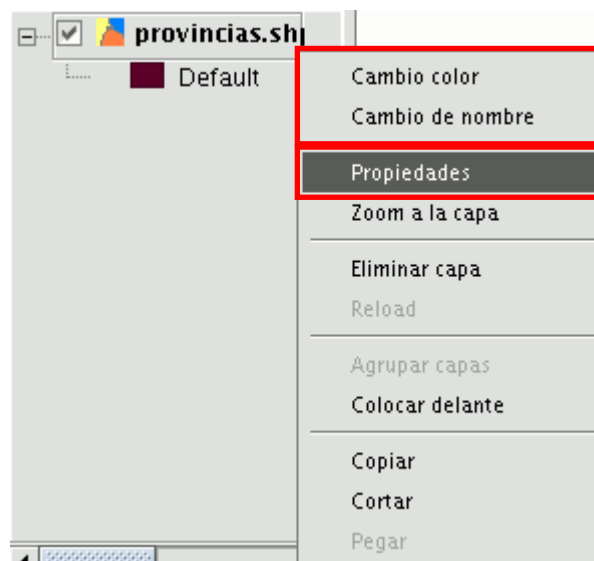 provincias.sh
Default
Cambio color
Cambio de nombre
Propiedades
Zoom a la capa
Eliminar capa
Reload
Agrupar capas
Colocar delante
Copiar
Cortar
Pegar